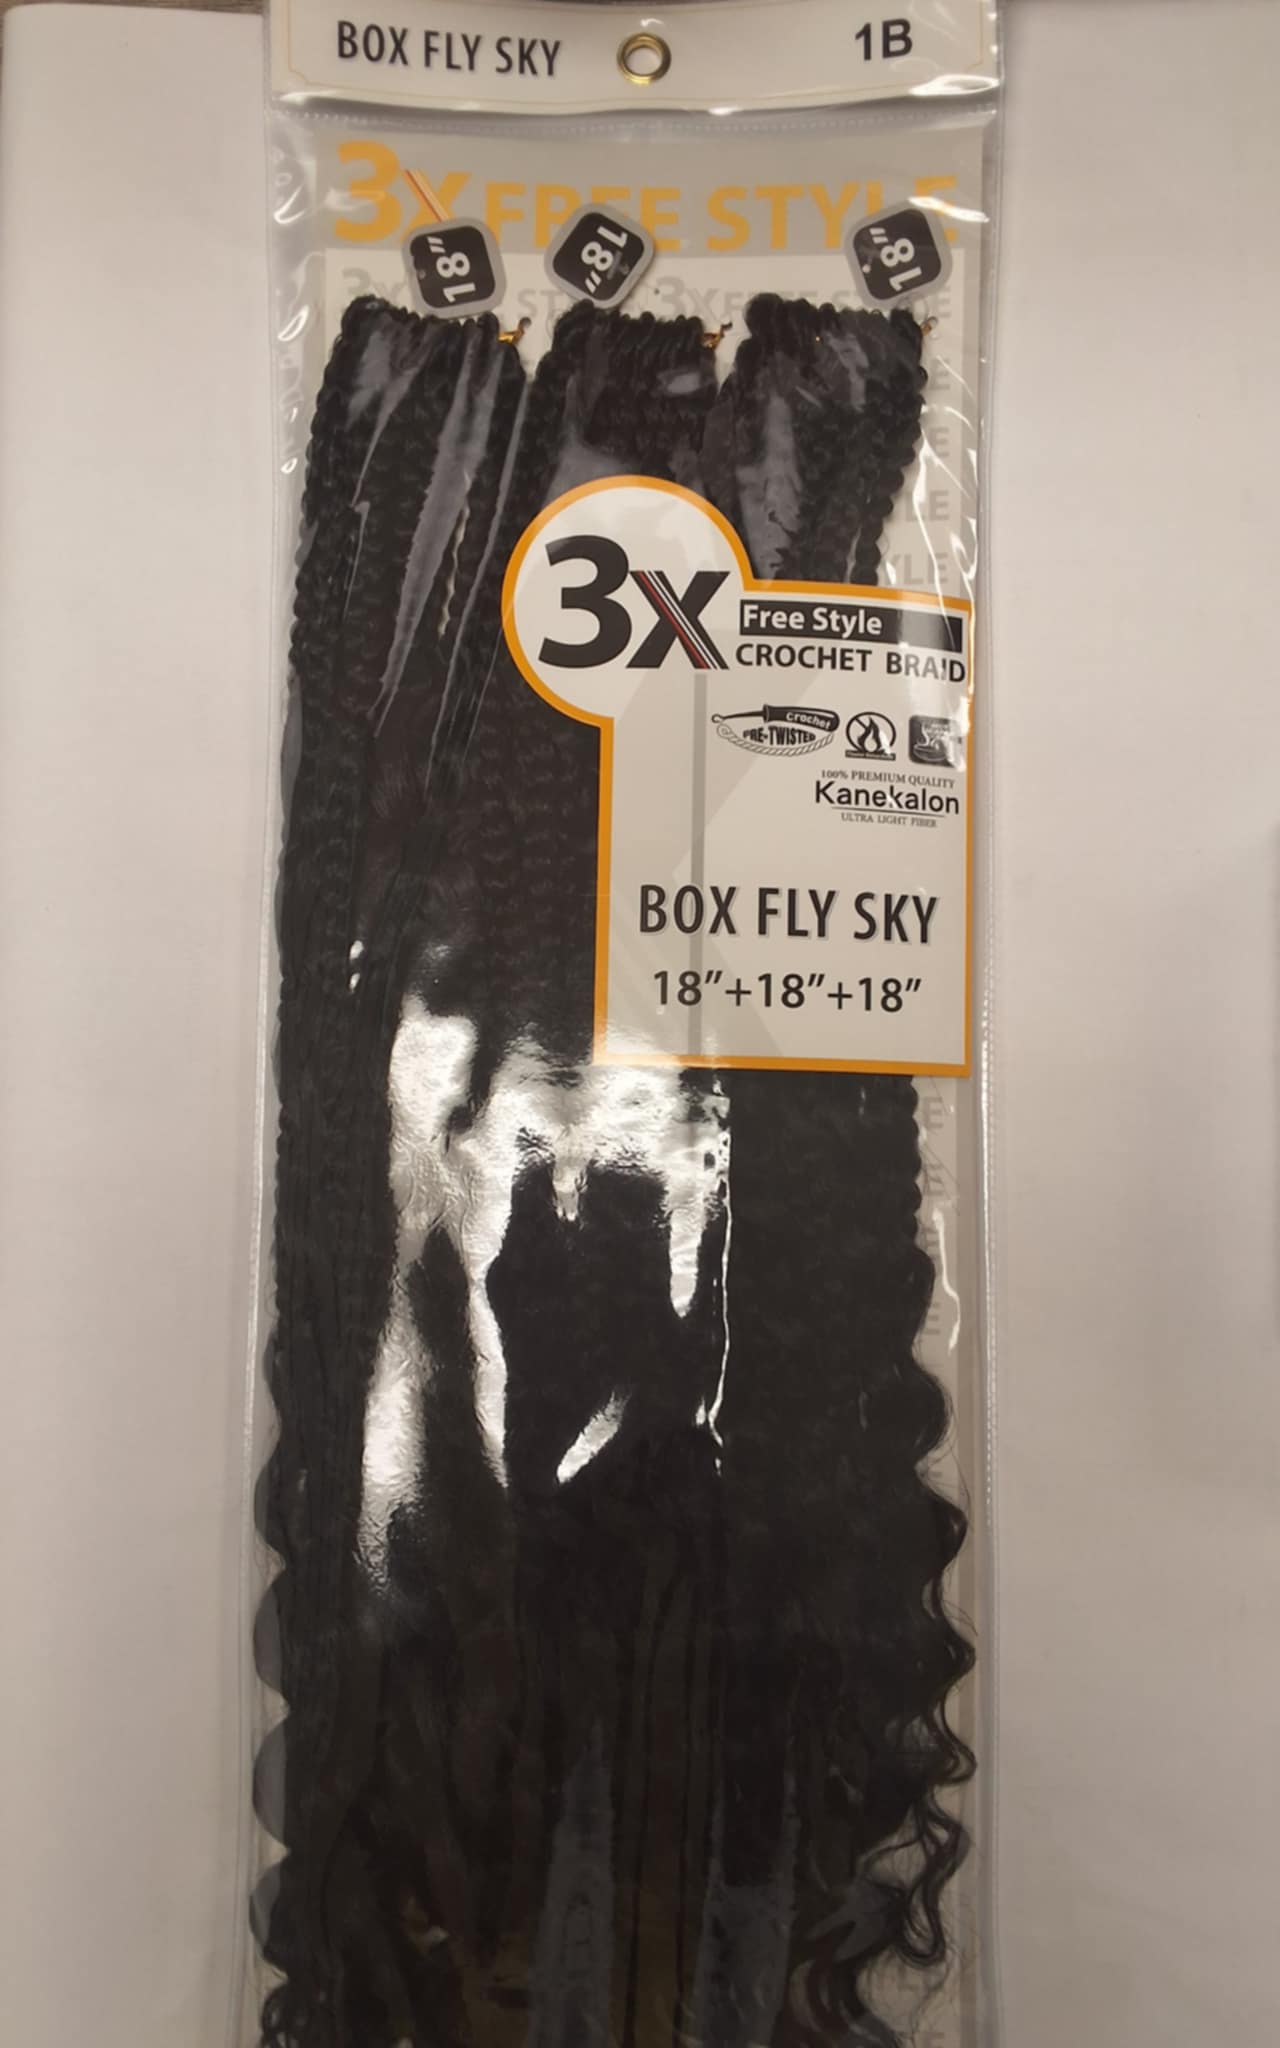 BOX FLY SKY 1B
3X FREE STYLE
18" 18" 18"
3X
Free Style
CROCHET BRAID
Crochet
PRE-TWISTED
100% PREMIUM QUALITY
Kanekalon
ULTRA LIGHT FIBER
BOX FLY SKY
18"+18"+18"